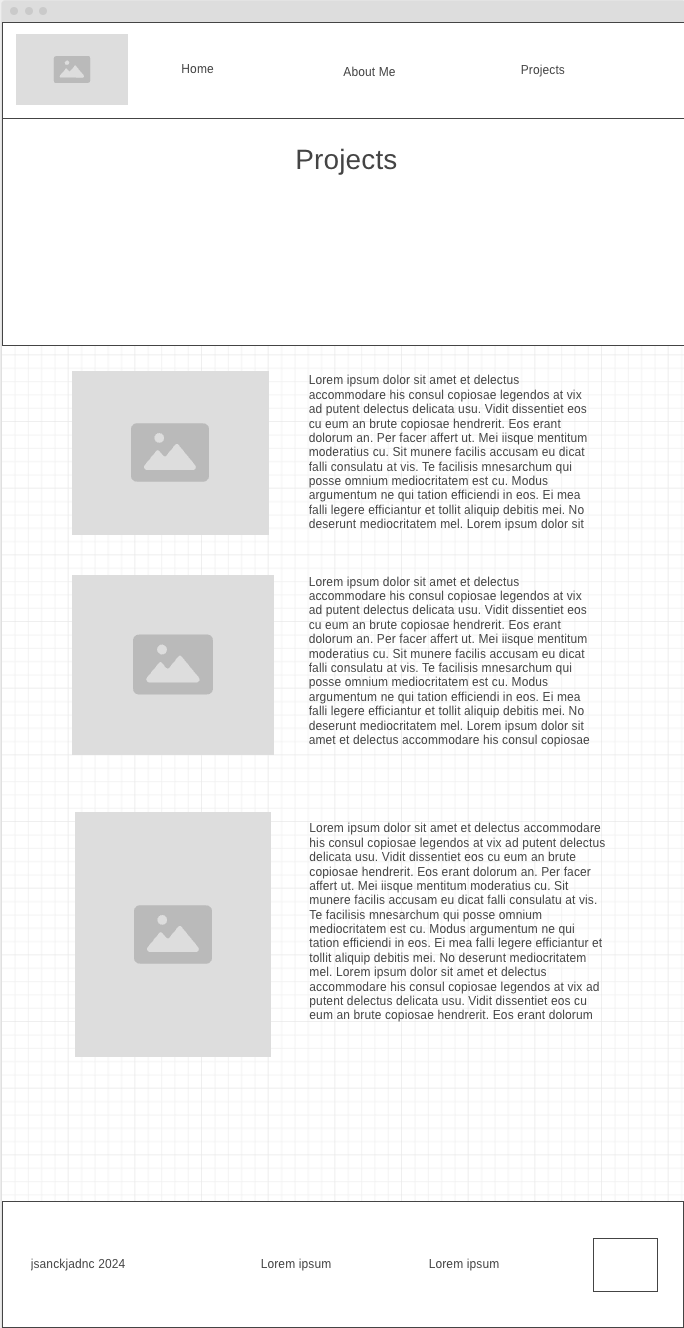 Home
About Me
Projects
Projects
Lorem ipsum dolor sit amet et delectus
accommodare his consul copiosae legendos at vix
ad putent delectus delicata usu. Vidit dissentiet eos
cu eum an brute copiosae hendrerit. Eos erant
dolorum an. Per facer affert ut. Mei iisque mentitum
moderatius cu. Sit munere facilis accusam eu dicat
falli consulatu at vis. Te facilisis mnesarchum qui
posse omnium mediocritatem est cu. Modus
argumentum ne qui tation efficiendi in eos. Ei mea
falli legere efficiantur et tollit aliquip debitis mei. No
deserunt mediocritatem mel. Lorem ipsum dolor sit
Lorem ipsum dolor sit amet et delectus
accommodare his consul copiosae legendos at vix
ad putent delectus delicata usu. Vidit dissentiet eos
cu eum an brute copiosae hendrerit. Eos erant
dolorum an. Per facer affert ut. Mei iisque mentitum
moderatius cu. Sit munere facilis accusam eu dicat
falli consulatu at vis. Te facilisis mnesarchum qui
posse omnium mediocritatem est cu. Modus
argumentum ne qui tation efficiendi in eos. Ei mea
falli legere efficiantur et tollit aliquip debitis mei. No
deserunt mediocritatem mel. Lorem ipsum dolor sit
amet et delectus accommodare his consul copiosae
Lorem ipsum dolor sit amet et delectus accommodare
his consul copiosae legendos at vix ad putent delectus
delicata usu. Vidit dissentiet eos cu eum an brute
copiosae hendrerit. Eos erant dolorum an. Per facer
affert ut. Mei iisque mentitum moderatius cu. Sit
munere facilis accusam eu dicat falli consulatu at vis.
Te facilisis mnesarchum qui posse omnium
mediocritatem est cu. Modus argumentum ne qui
tation efficiendi in eos. Ei mea falli legere efficiantur et
tollit aliquip debitis mei. No deserunt mediocritatem
mel. Lorem ipsum dolor sit amet et delectus
accommodare his consul copiosae legendos at vix ad
putent delectus delicata usu. Vidit dissentiet eos cu
eum an brute copiosae hendrerit. Eos erant dolorum
jsanckjadnc 2024
Lorem ipsum
Lorem ipsum